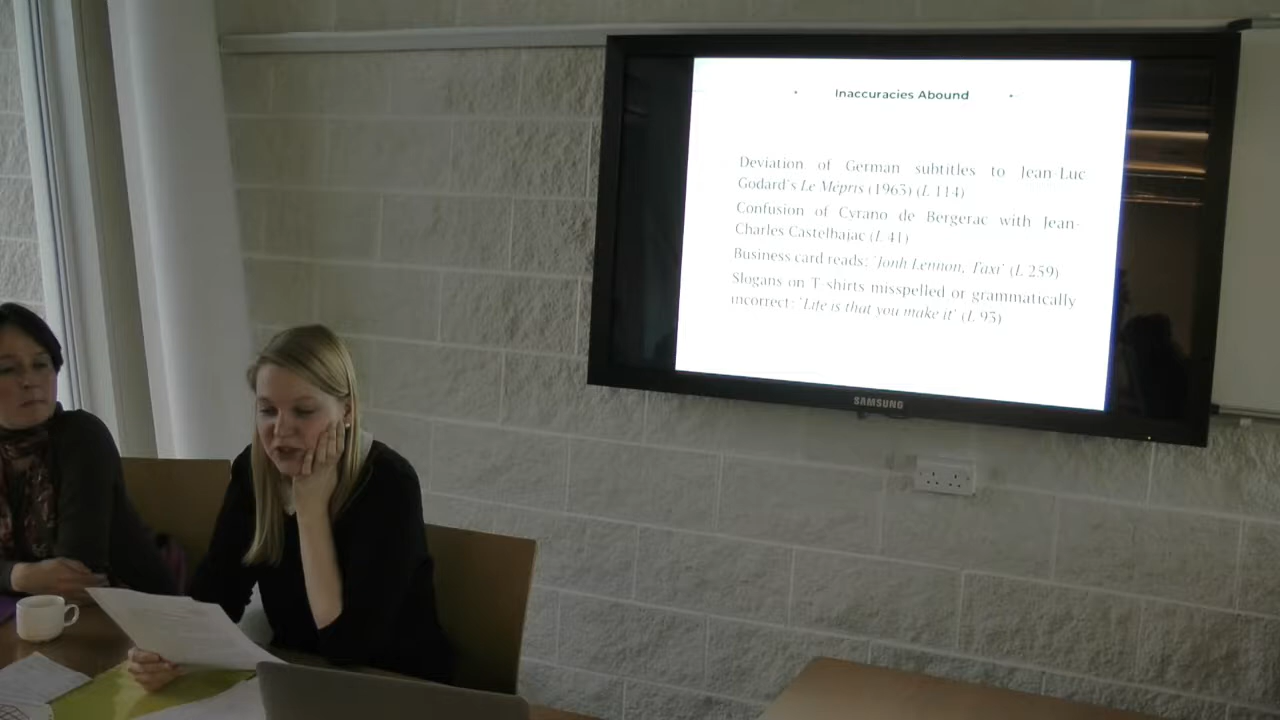 Inaccuracies Abound
Deviation of German subtitles to Jean-Luc
Godard's Le Mépris (1963) (L 114)
Confusion of Cyrano de Bergerac with Jean-
Charles Castelbajac (L 41)
Business card reads: 'Jonh Lennon, Taxi' (L 259)
Slogans on T shirts misspelled or grammatically
incorrect: 'Life is that you make it' (L 93)
SAMSUNG